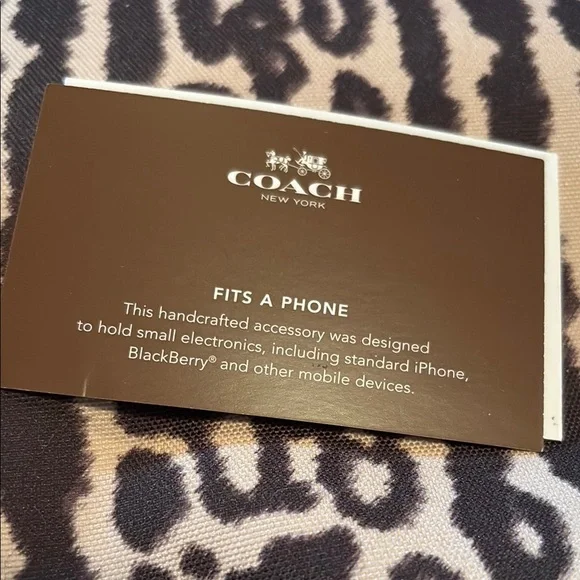 COACH
NEW YORK
FITS A PHONE
This handcrafted accessory was designed
to hold small electronics, including standard iPhone,
BlackBerry® and other mobile devices.